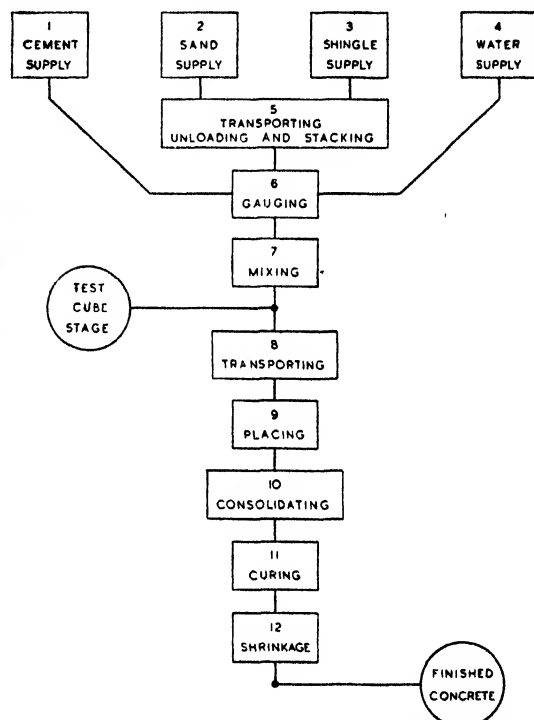 1
CEMENT
SUPPLY
2
SAND
SUPPLY
3
SHINGLE
SUPPLY
4
WATER
SUPPLY
5
TRANSPORTING
UNLOADING AND STACKING
6
GAUGING
7
MIXING
TEST
CUBE
STAGE
8
TRANSPORTING
9
PLACING
10
CONSOLIDATING
11
CURING
12
SHRINKAGE
FINISHED
CONCRETE